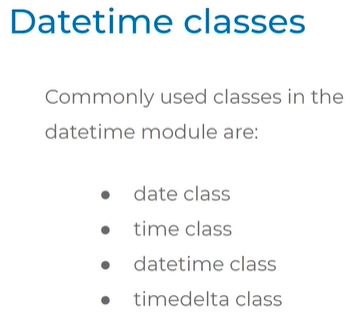 Datetime classes
Commonly used classes in the
datetime module are:
● date class
● time class
● datetime class
● timedelta class